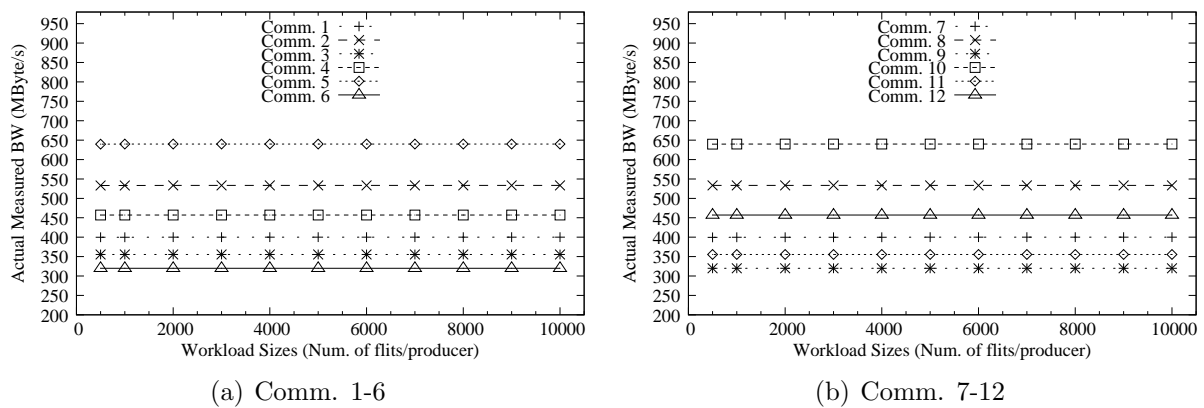 Actual Measured BW (MByte/s)
950
900
850
800
750
700
650
600
550
500
450
400
350
300
250
200
Comm. 1
Comm. 2
Comm. 3
Comm. 4
Comm. 5
Comm. 6
0 2000 4000 6000 8000 10000
Workload Sizes (Num. of flits/producer)
(a) Comm. 1-6
Actual Measured BW (MByte/s)
950
900
850
800
750
700
650
600
550
500
450
400
350
300
250
200
Comm. 7
Comm. 8
Comm. 9
Comm. 10
Comm. 11
Comm. 12
0 2000 4000 6000 8000 10000
Workload Sizes (Num. of flits/producer)
(b) Comm. 7-12